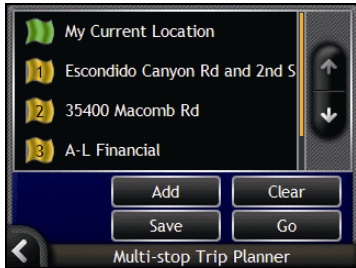 My Current Location
1 Escondido Canyon Rd and 2nd S
2 35400 Macomb Rd
3 A-L Financial
Add Clear
Save Go
Multi-stop Trip Planner